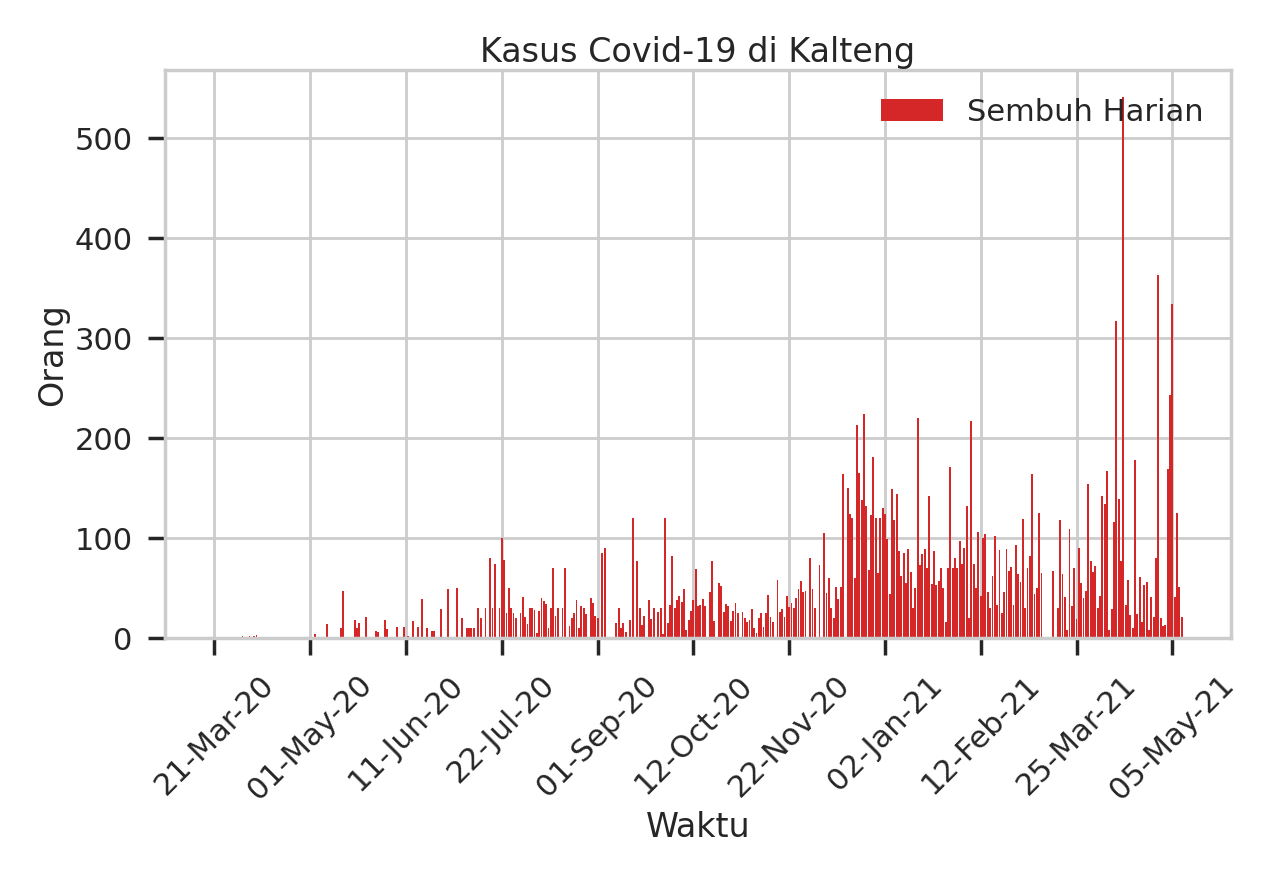 Kasus Covid-19 di Kalteng
Sembuh Harian
Orang
500
400
300
200
100
0
21-Mar-20
01-May-20
11-Jun-20
22-Jul-20
01-Sep-20
12-Oct-20
22-Nov-20
02-Jan-21
12-Feb-21
25-Mar-21
05-May-21
Waktu